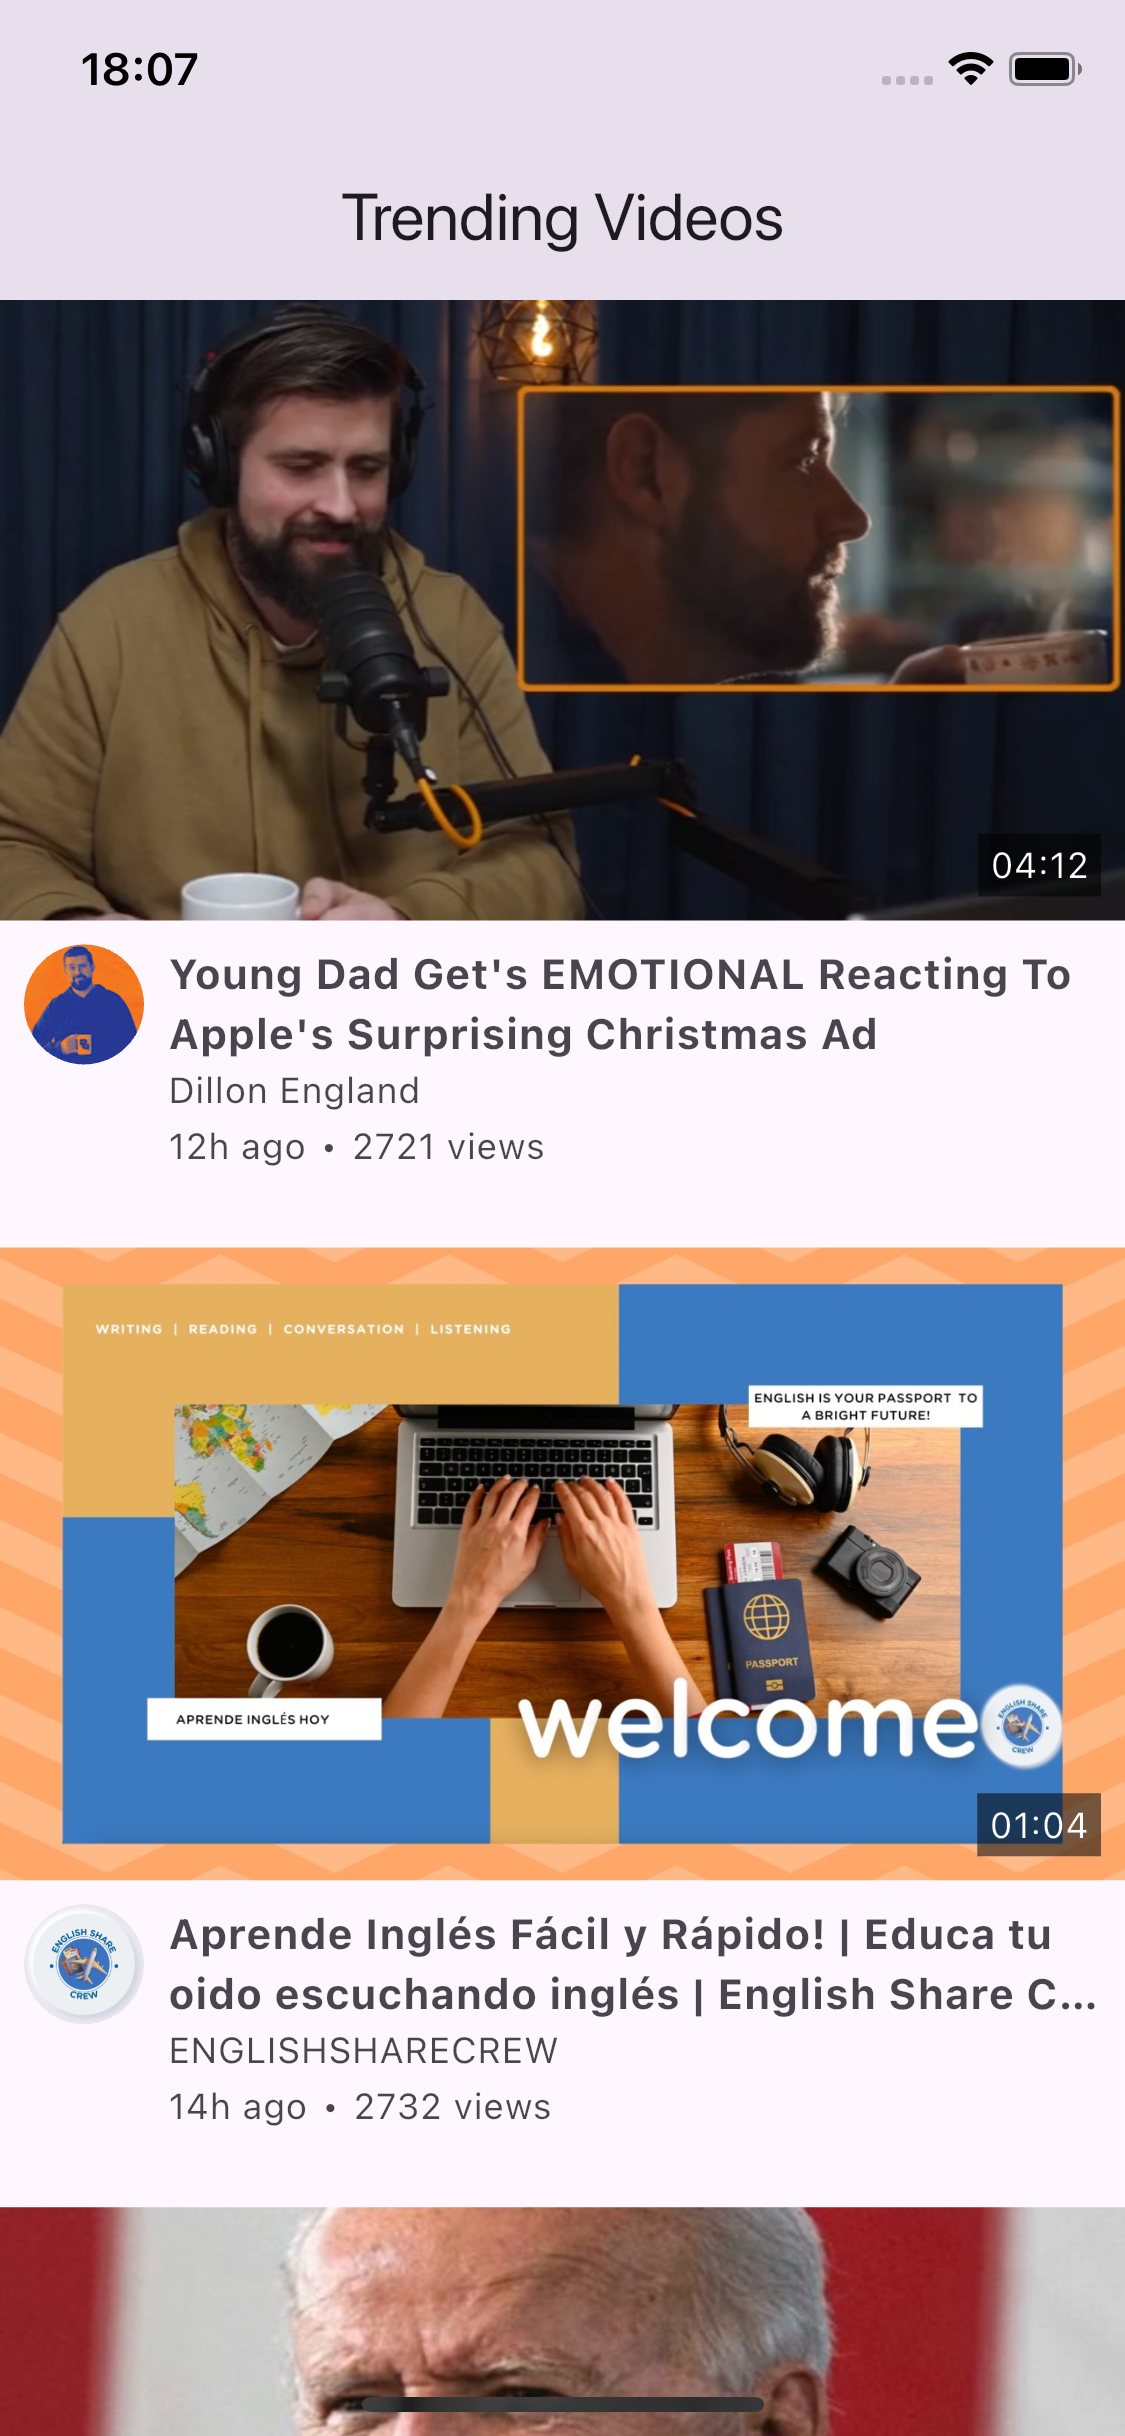 18:07
Trending Videos
04:12
Young Dad Get's EMOTIONAL Reacting To
Apple's Surprising Christmas Ad
Dillon England
12h ago • 2721 views
WRITING | READING | CONVERSATION | LISTENING
ENGLISH IS YOUR PASSPORT TO
A BRIGHT FUTURE!
PASSPORT
APRENDE INGLÉS HOY
welcome
ENGLISH SHARE
CREW
01:04
ENGLISH SHARE
CREW
Aprende Inglés Fácil y Rápido! | Educa tu
oido escuchando inglés | English Share C...
ENGLISHSHARECREW
14h ago • 2732 views